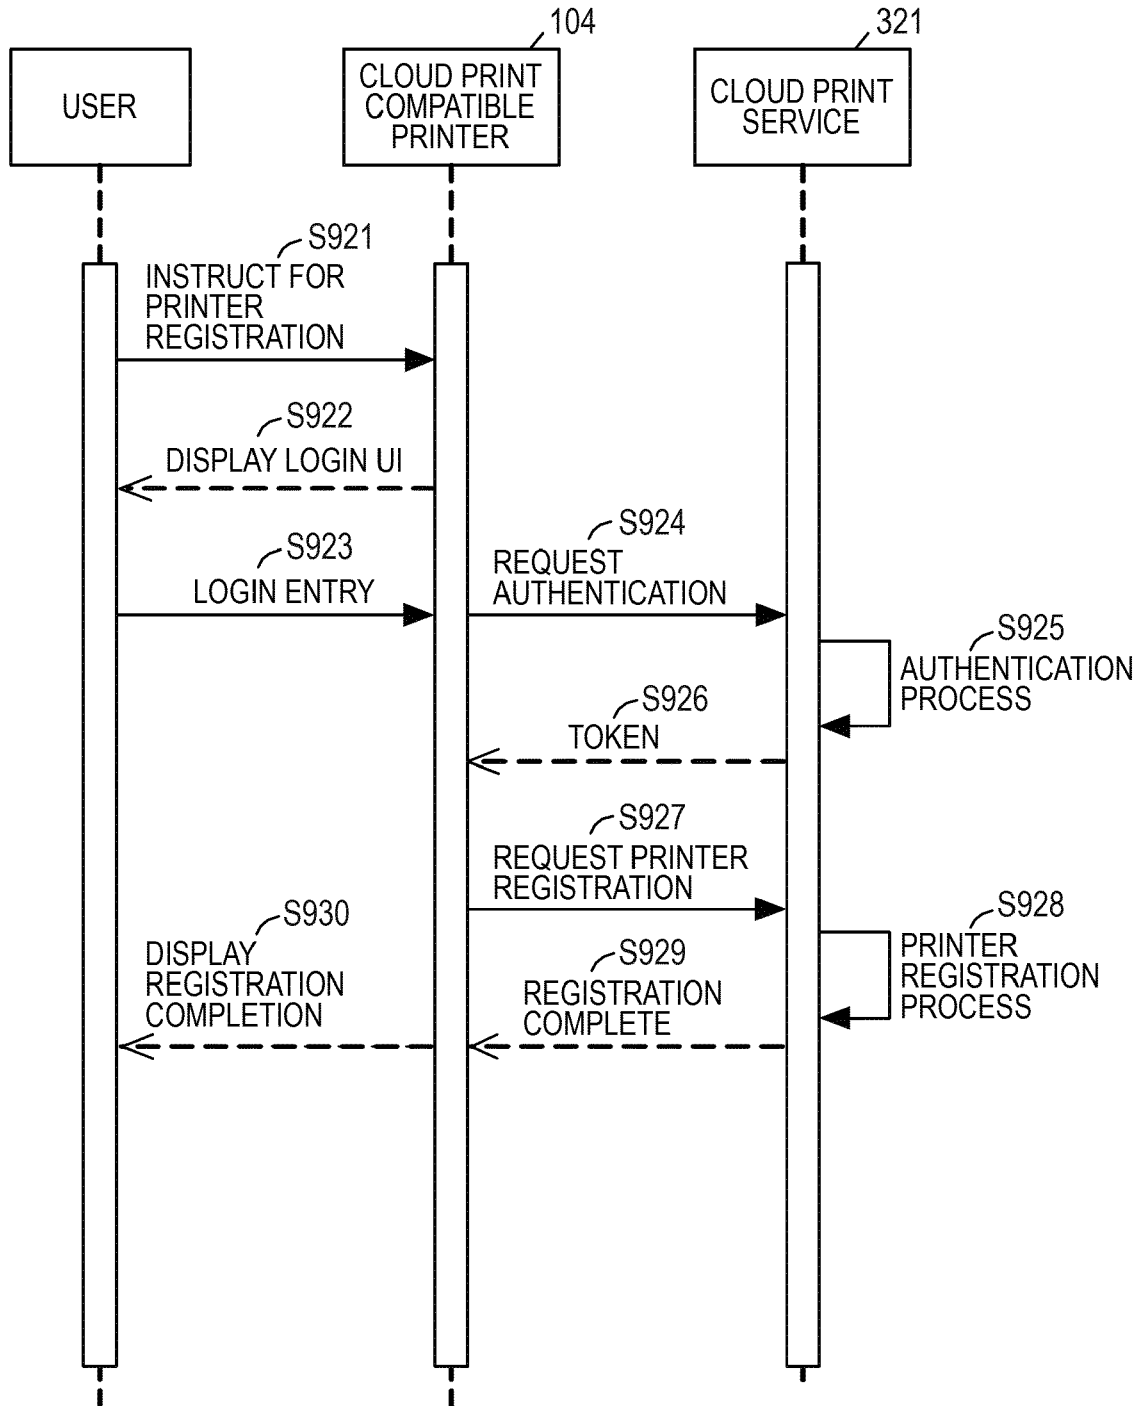 104
321
USER
CLOUD PRINT
COMPATIBLE
PRINTER
CLOUD PRINT
SERVICE
S921
INSTRUCT FOR
PRINTER
REGISTRATION
S922
DISPLAY LOGIN UI
S923
LOGIN ENTRY
S924
REQUEST
AUTHENTICATION
S925
AUTHENTICATION
PROCESS
S926
TOKEN
S927
REQUEST PRINTER
REGISTRATION
S928
PRINTER
REGISTRATION
PROCESS
S929
REGISTRATION
COMPLETE
S930
DISPLAY
REGISTRATION
COMPLETION